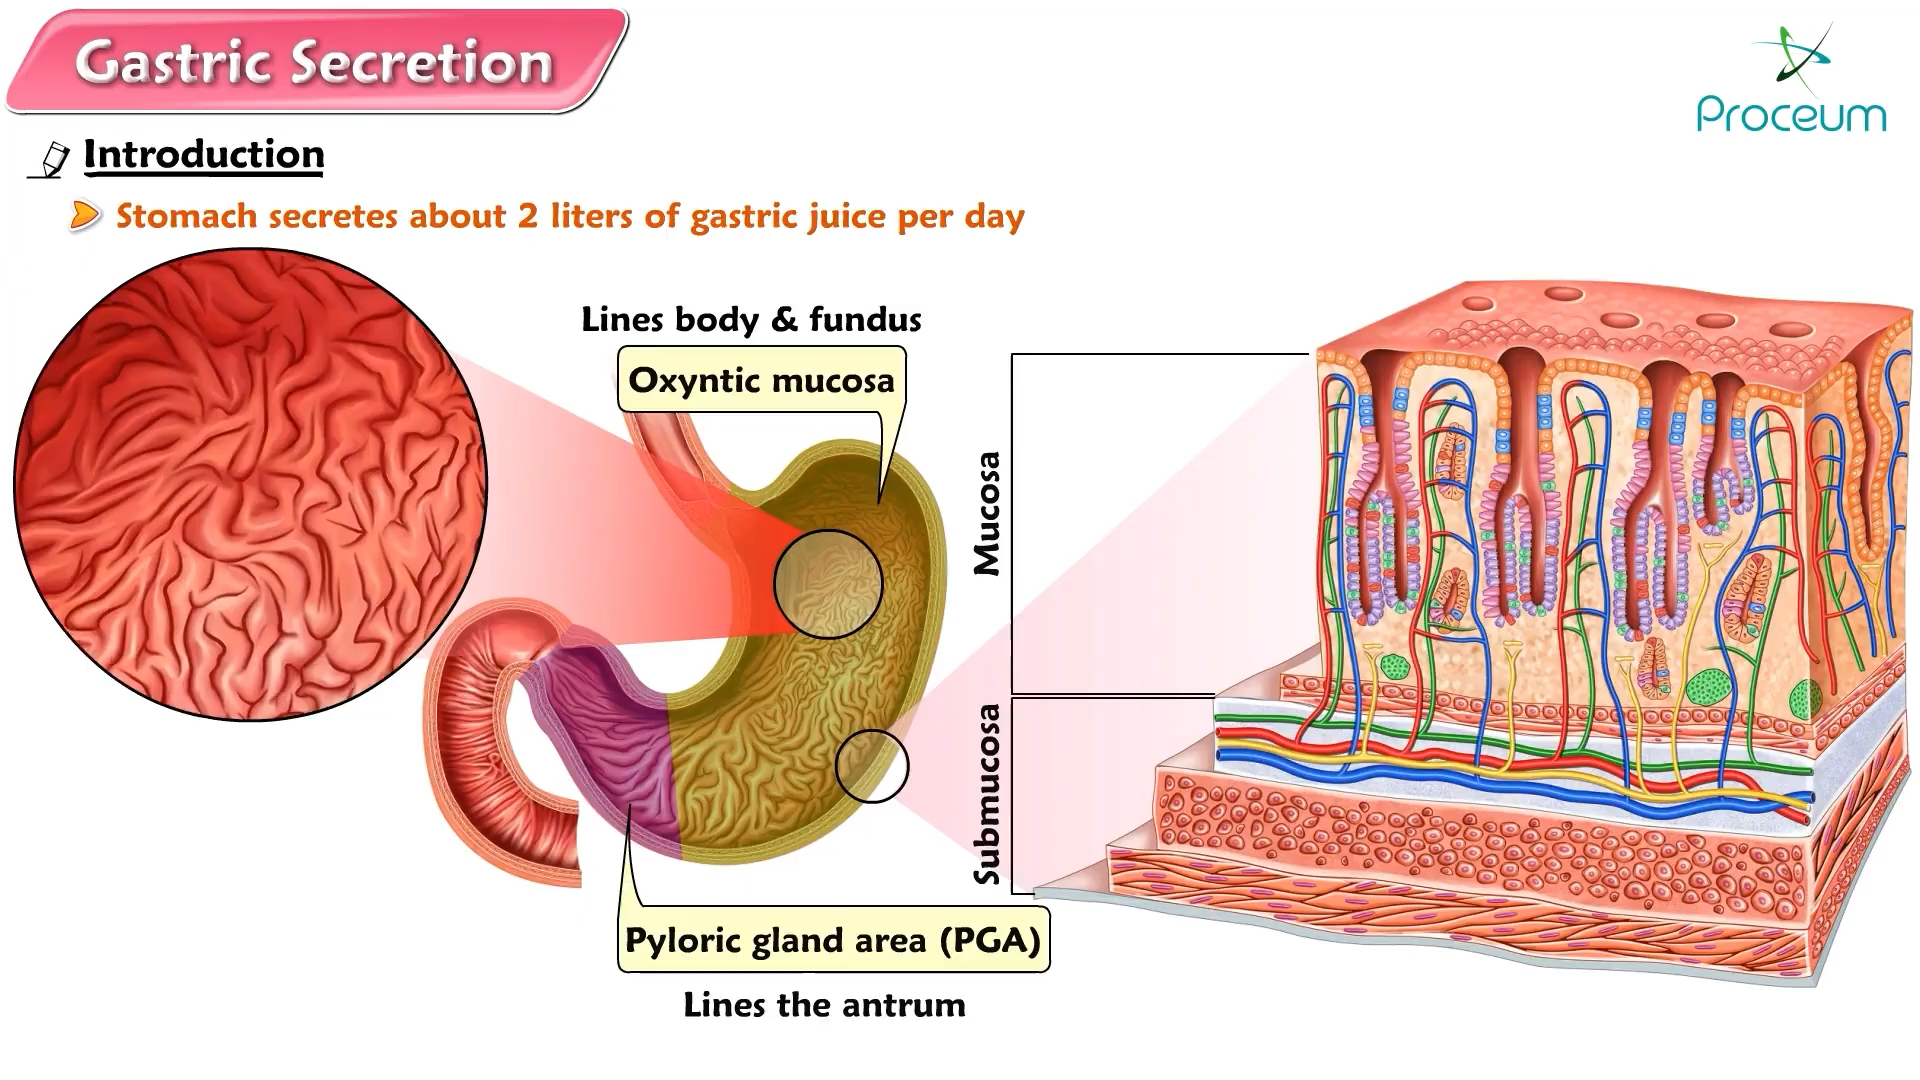 Gastric Secretion
Proceum
Introduction
Stomach secretes about 2 liters of gastric juice per day
Lines body & fundus
Oxyntic mucosa
Mucosa
Submucosa
Pyloric gland area (PGA)
Lines the antrum